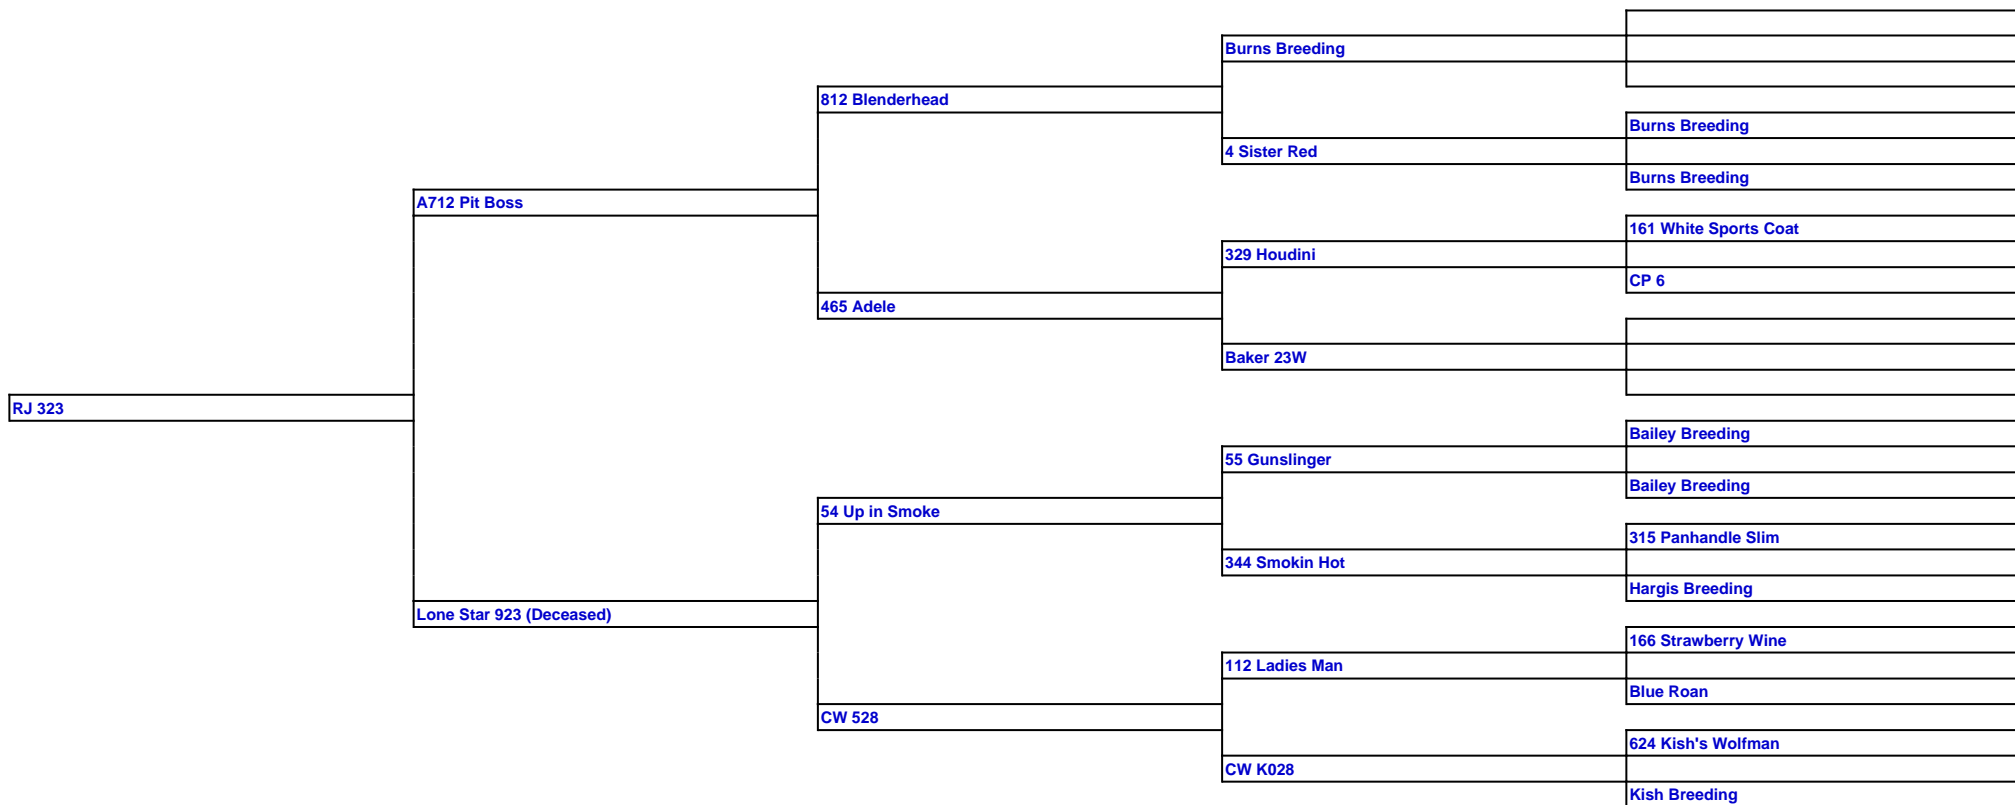 Burns Breeding
812 Blenderhead
Burns Breeding
4 Sister Red
Burns Breeding
A712 Pit Boss
161 White Sports Coat
329 Houdini
CP 6
465 Adele
Baker 23W
RJ 323
Bailey Breeding
55 Gunslinger
Bailey Breeding
54 Up in Smoke
315 Panhandle Slim
344 Smokin Hot
Hargis Breeding
Lone Star 923 (Deceased)
166 Strawberry Wine
112 Ladies Man
Blue Roan
CW 528
624 Kish's Wolfman
CW K028
Kish Breeding